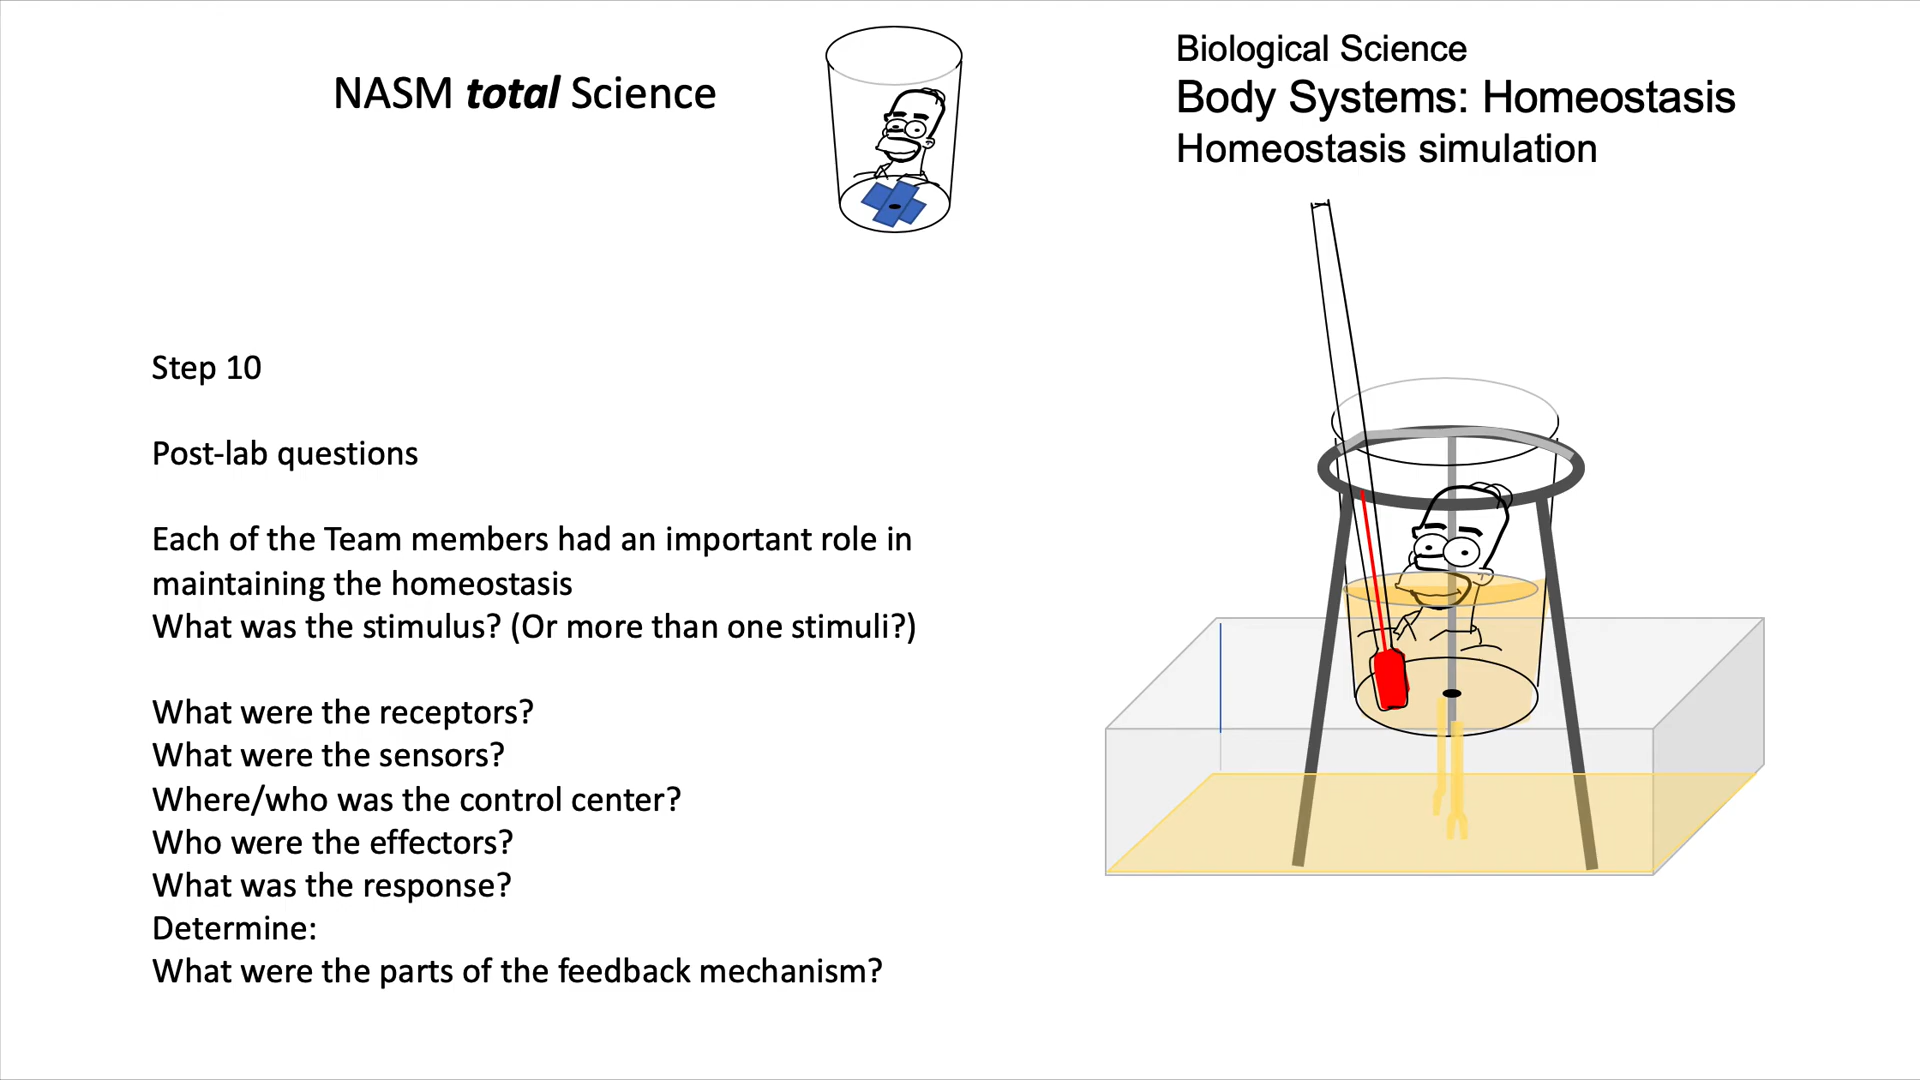 NASM total Science
Biological Science
Body Systems: Homeostasis
Homeostasis simulation
Step 10
Post-lab questions
Each of the Team members had an important role in
maintaining the homeostasis
What was the stimulus? (Or more than one stimuli?)
What were the receptors?
What were the sensors?
Where/who was the control center?
Who were the effectors?
What was the response?
Determine:
What were the parts of the feedback mechanism?